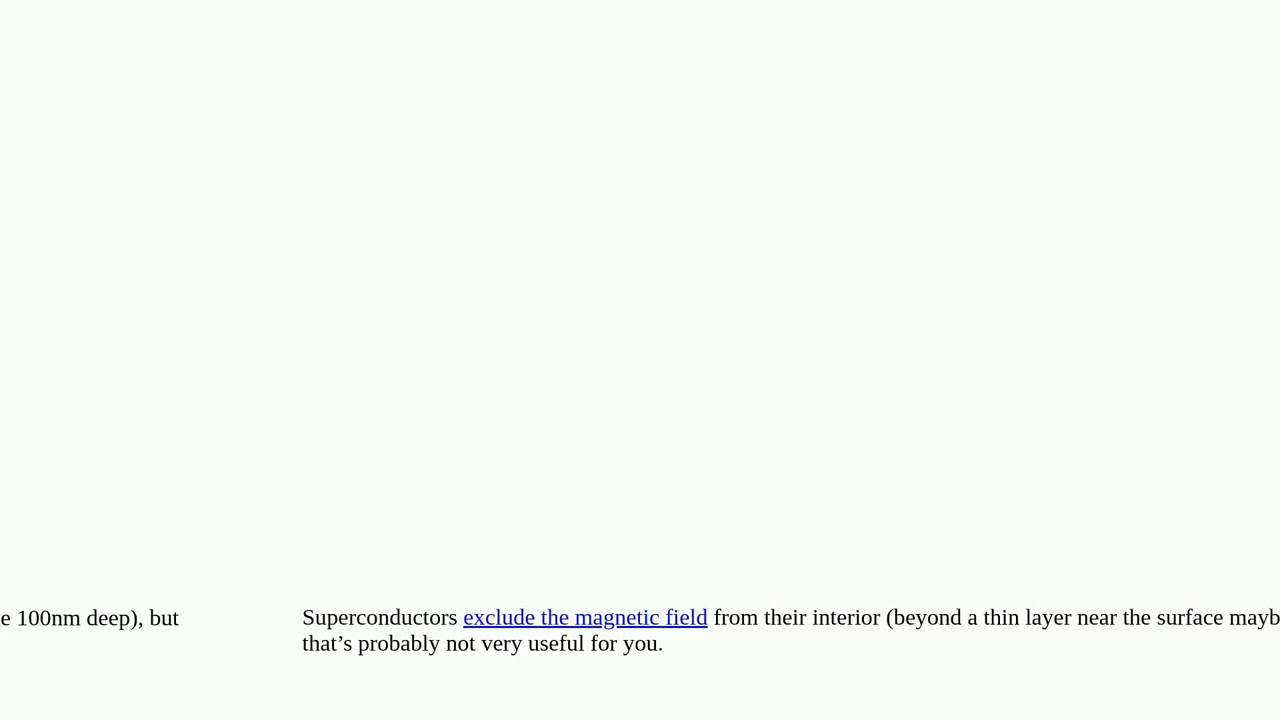 Superconductors exclude the magnetic field from their interior (beyond a thin layer near the surface mayb
e 100nm deep), but
that’s probably not very useful for you.